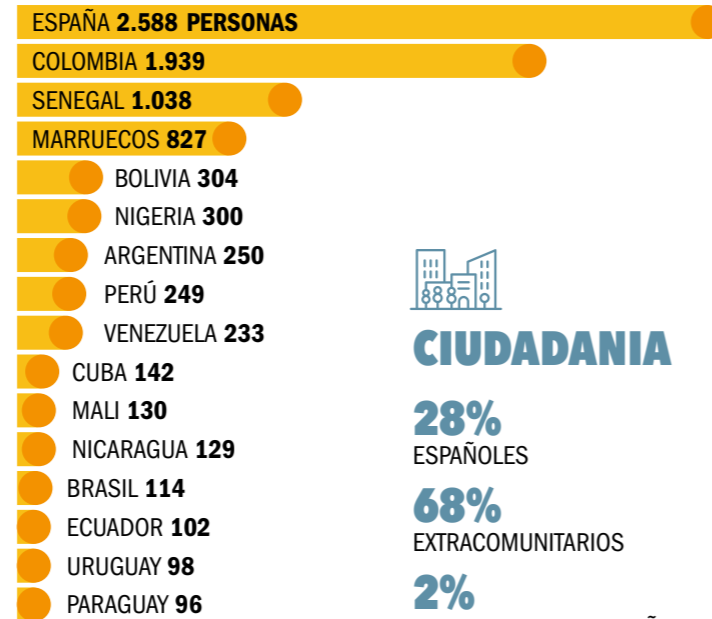 ESPAÑA 2.588 PERSONAS
COLOMBIA 1.939
SENEGAL 1.038
MARRUECOS 827
BOLIVIA 304
NIGERIA 300
ARGENTINA 250
PERÚ 249
VENEZUELA 233
CUBA 142
MALI 130
NICARAGUA 129
BRASIL 114
ECUADOR 102
URUGUAY 98
PARAGUAY 96
CIUDADANIA
28%
ESPAÑOLES
68%
EXTRACOMUNITARIOS
2%